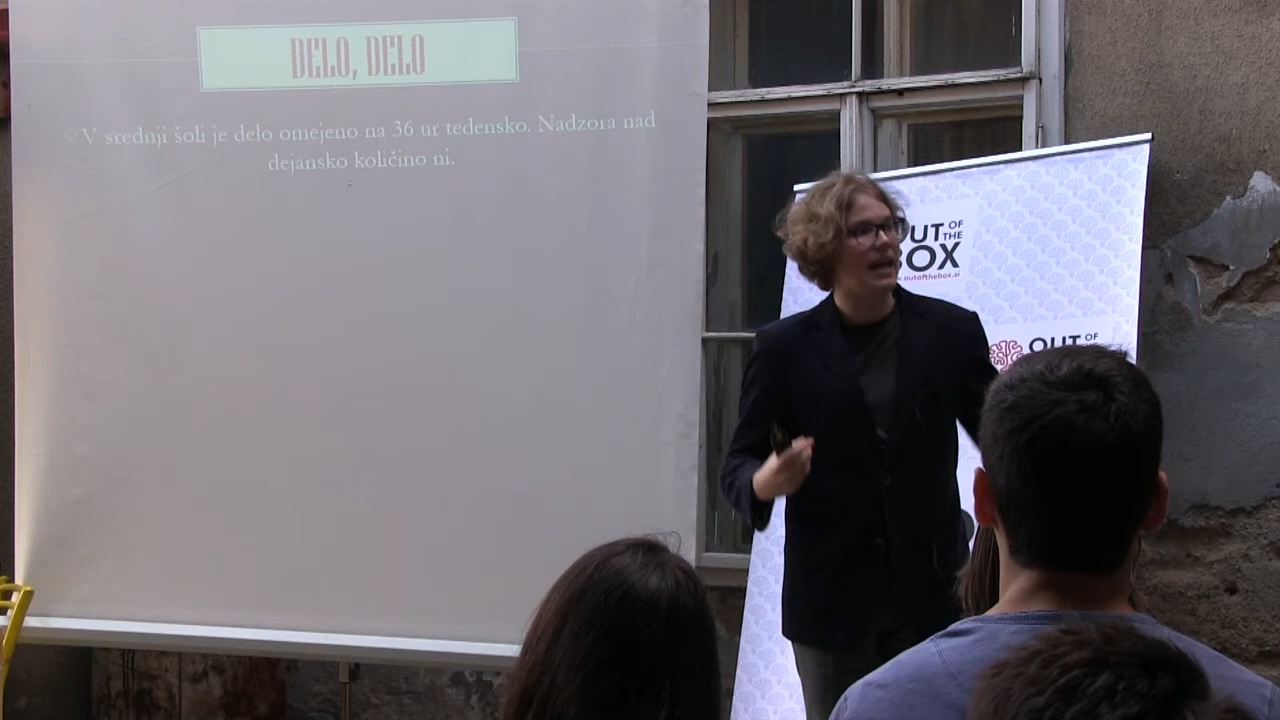 DELO, DELO
V srednji šoli je delo omejeno na 36 ur tedensko. Nadzora nad
dejansko količino ni.
OUT OF
THE
BOX
www.outofthebox.si
OUT OF